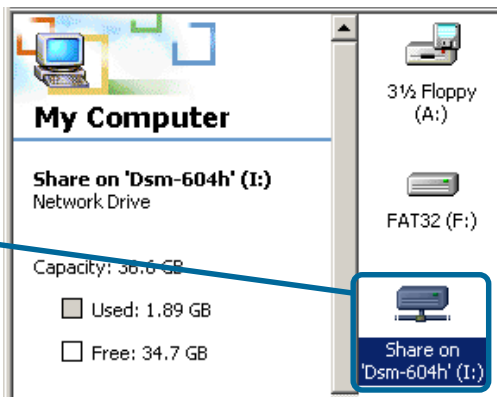 My Computer
Share on 'Dsm-604h' (I:)
Network Drive
Capacity: 36.6 GB
Used: 1.89 GB
Free: 34.7 GB
3½ Floppy
(A:)
FAT32 (F:)
Share on
'Dsm-604h' (I:)